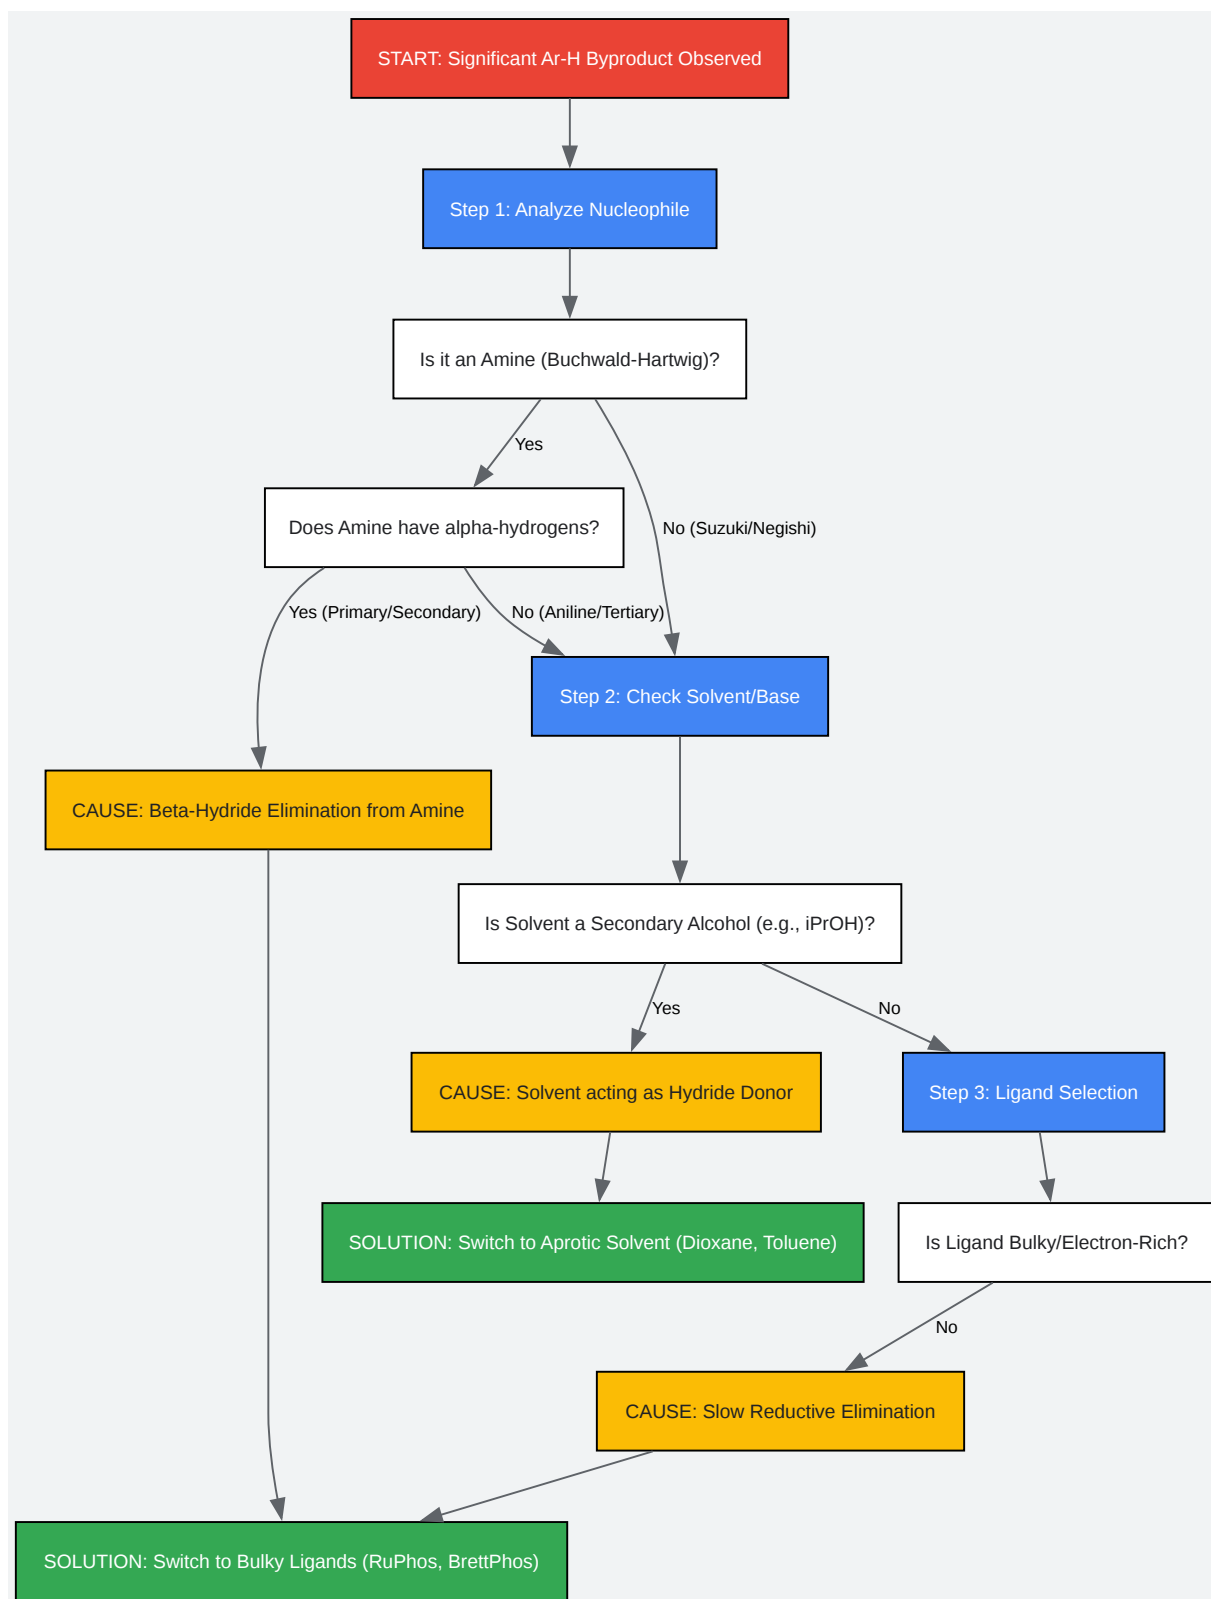 START: Significant Ar-H Byproduct Observed
Step 1: Analyze Nucleophile
Is it an Amine (Buchwald-Hartwig)?
Yes
Does Amine have alpha-hydrogens?
No (Suzuki/Negishi)
Yes (Primary/Secondary)
No (Aniline/Tertiary)
Step 2: Check Solvent/Base
CAUSE: Beta-Hydride Elimination from Amine
Is Solvent a Secondary Alcohol (e.g., iPrOH)?
Yes
No
CAUSE: Solvent acting as Hydride Donor
Step 3: Ligand Selection
SOLUTION: Switch to Aprotic Solvent (Dioxane, Toluene)
Is Ligand Bulky/Electron-Rich?
No
CAUSE: Slow Reductive Elimination
SOLUTION: Switch to Bulky Ligands (RuPhos, BrettPhos)